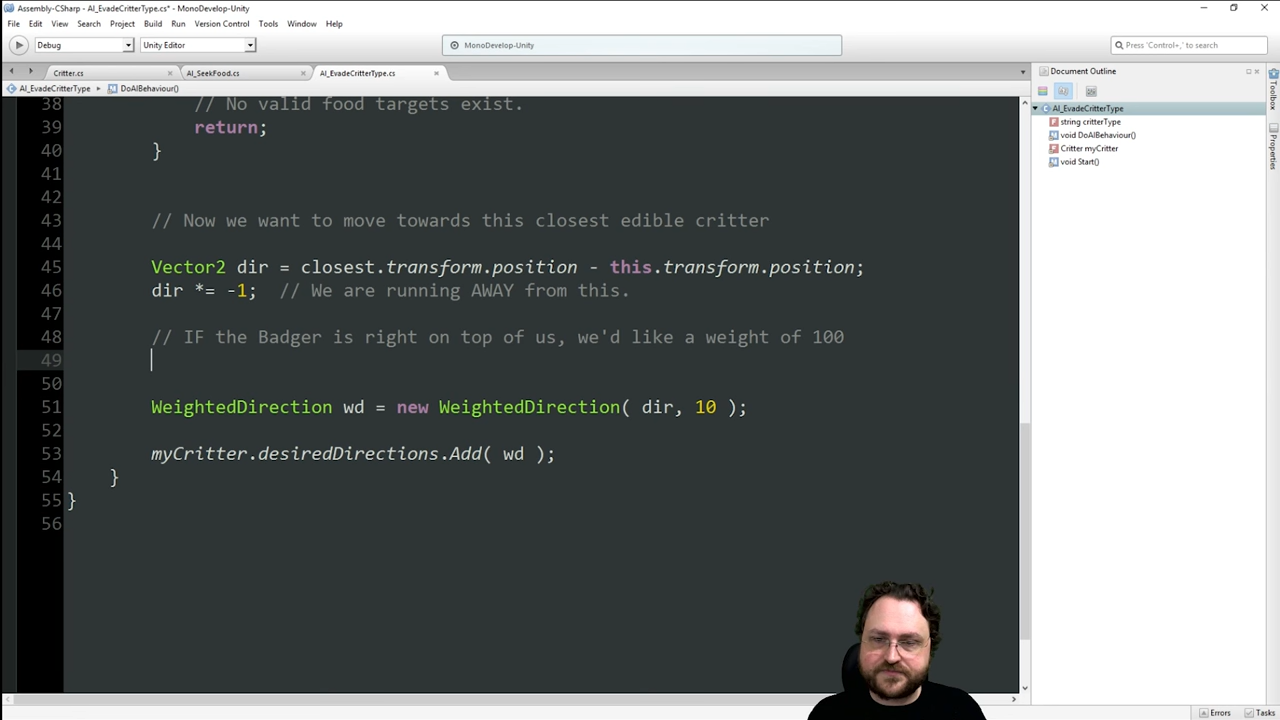 Assembly-CSharp - AI_EvadeCritterType.cs* - MonoDevelop-Unity
File Edit View Search Project Build Run Version Control Tools Window Help
Debug Unity Editor MonoDevelop-Unity Press 'Control+,' to search
Critter.cs AI_SeekFood.cs AI_EvadeCritterType.cs
AI_EvadeCritterType DoAIBehaviour()
38 // No valid food targets exist.
39 return;
40 }
41
42
43 // Now we want to move towards this closest edible critter
44
45 Vector2 dir = closest.transform.position - this.transform.position;
46 dir *= -1; // We are running AWAY from this.
47
48 // IF the Badger is right on top of us, we'd like a weight of 100
49
50
51 WeightedDirection wd = new WeightedDirection( dir, 10 );
52
53 myCritter.desiredDirections.Add( wd );
54 }
55 }
56
Document Outline
AI_EvadeCritterType
string critterType
void DoAIBehaviour()
Critter myCritter
void Start()
Toolbox
Properties
Errors Tasks